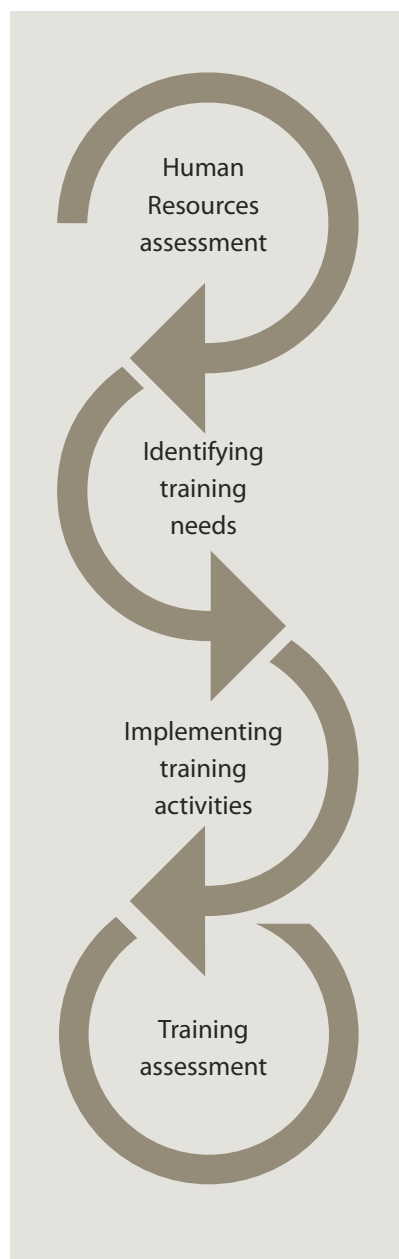 Human
Resources
assessment
Identifying
training
needs
Implementing
training
activities
Training
assessment